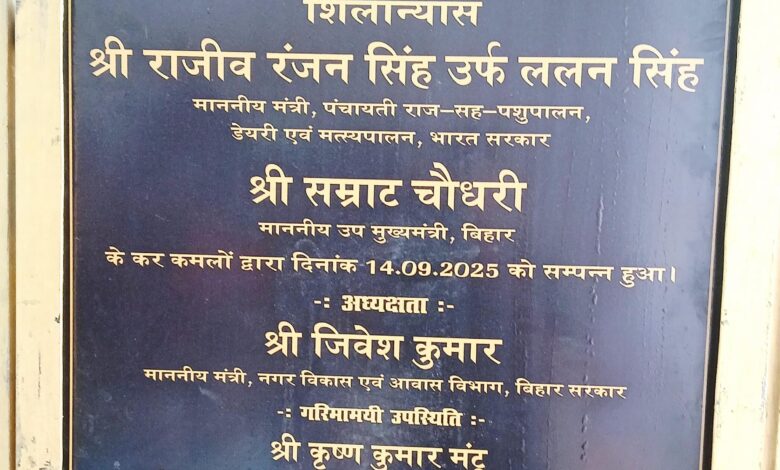 शिलान्यास
श्री राजीव रंजन सिंह उर्फ ललन सिंह
माननीय मंत्री, पंचायती राज–सह–पशुपालन,
डेयरी एवं मत्स्यपालन, भारत सरकार
श्री सम्राट चौधरी
माननीय उप मुख्यमंत्री, बिहार
के कर कमलों द्वारा दिनांक 14.09.2025 को सम्पन्न हुआ।
-: अध्यक्षता :-
श्री जिवेश कुमार
माननीय मंत्री, नगर विकास एवं आवास विभाग, बिहार सरकार
-: गरिमामयी उपस्थिति :-
श्री कृष्ण कुमार मंटू